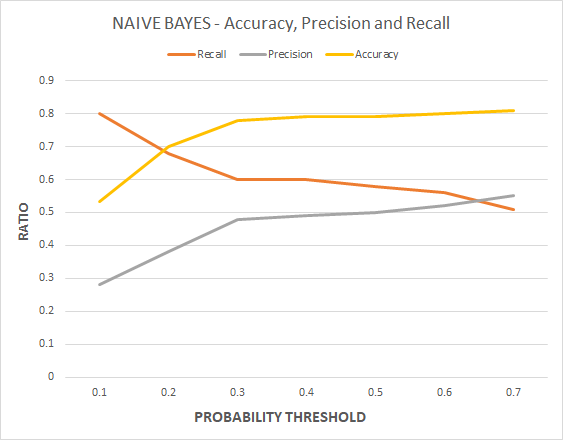 NAIVE BAYES - Accuracy, Precision and Recall
Recall Precision Accuracy
0.9
0.8
0.7
0.6
0.5
0.4
0.3
0.2
0.1
0
RATIO
0.1 0.2 0.3 0.4 0.5 0.6 0.7
PROBABILITY THRESHOLD